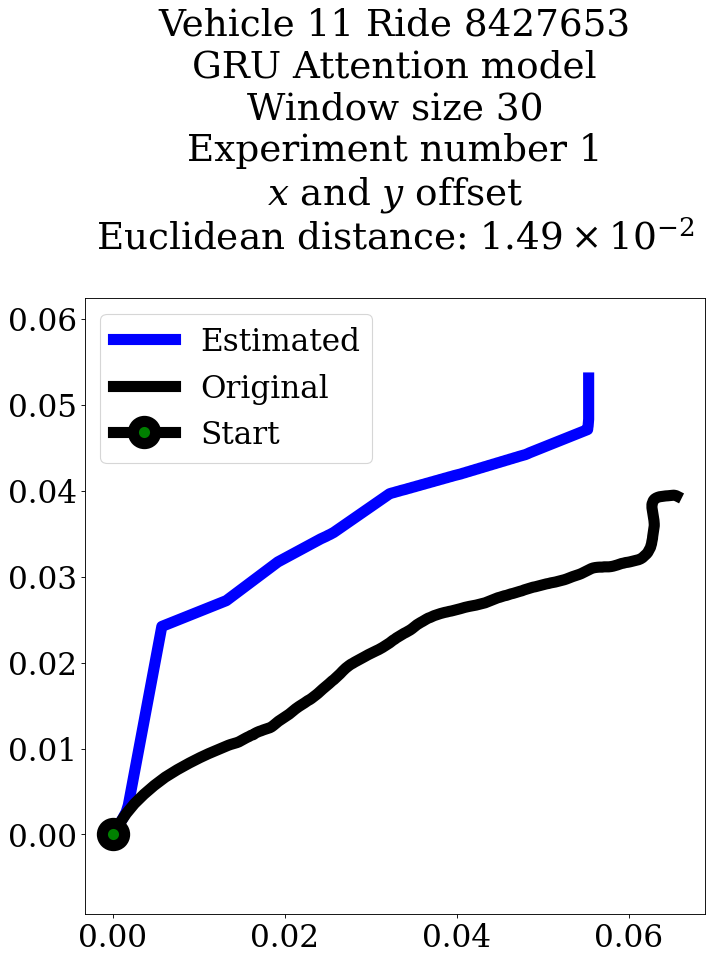 Vehicle 11 Ride 8427653
GRU Attention model
Window size 30
Experiment number 1
x and y offset
Euclidean distance: 1.49 × 10⁻²
0.06
0.05
0.04
0.03
0.02
0.01
0.00
Estimated
Original
Start
0.00 0.02 0.04 0.06